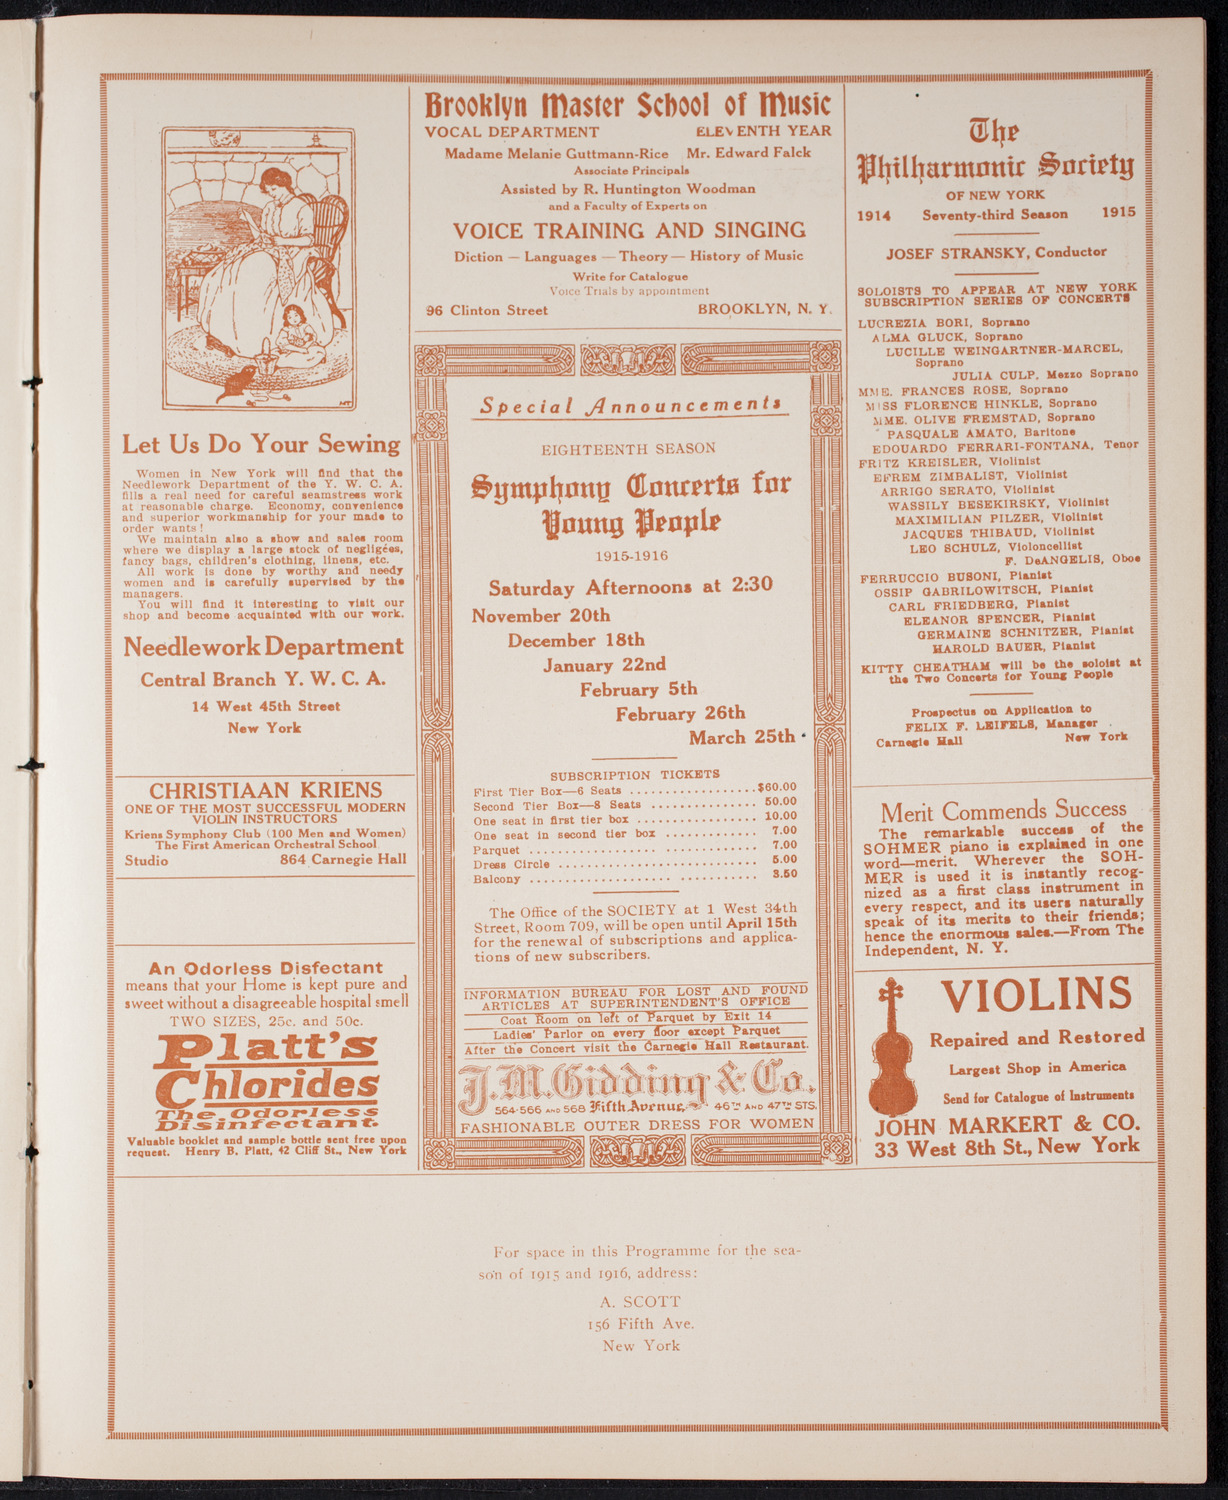 Let Us Do Your Sewing
Women in New York will find that the
Needlework Department of the Y. W. C. A.
fills a real need for careful seamstress work
at reasonable charge. Economy, convenience
and superior workmanship for your made to
order wants!
We maintain also a show and sales room
where we display a large stock of negligées,
fancy bags, children's clothing, linens, etc.
All work is done by worthy and needy
women and is carefully supervised by the
managers.
You will find it interesting to visit our
shop and become acquainted with our work.
Needlework Department
Central Branch Y. W. C. A.
14 West 45th Street
New York
CHRISTIAAN KRIENS
ONE OF THE MOST SUCCESSFUL MODERN
VIOLIN INSTRUCTORS
Kriens Symphony Club (100 Men and Women)
The First American Orchestral School
Studio 864 Carnegie Hall
An Odorless Disfectant
means that your Home is kept pure and
sweet without a disagreeable hospital smell
TWO SIZES, 25c. and 50c.
Platt's
Chlorides
The Odorless
Disinfectant.
Valuable booklet and sample bottle sent free upon
request. Henry B. Platt, 42 Cliff St., New York
Brooklyn Master School of Music
VOCAL DEPARTMENT ELEVENTH YEAR
Madame Melanie Guttmann-Rice Mr. Edward Falck
Associate Principals
Assisted by R. Huntington Woodman
and a Faculty of Experts on
VOICE TRAINING AND SINGING
Diction — Languages — Theory — History of Music
Write for Catalogue
Voice Trials by appointment
96 Clinton Street BROOKLYN, N. Y.
Special Announcements
EIGHTEENTH SEASON
Symphony Concerts for
Young People
1915-1916
Saturday Afternoons at 2:30
November 20th
December 18th
January 22nd
February 5th
February 26th
March 25th
SUBSCRIPTION TICKETS
First Tier Box—6 Seats ..................$60.00
Second Tier Box—8 Seats ............... 50.00
One seat in first tier box ................. 10.00
One seat in second tier box ............. 7.00
Parquet ................................. 7.00
Dress Circle ............................ 5.00
Balcony .................... ........... 3.50
The Office of the SOCIETY at 1 West 34th
Street, Room 709, will be open until April 15th
for the renewal of subscriptions and applica-
tions of new subscribers.
INFORMATION BUREAU FOR LOST AND FOUND
ARTICLES AT SUPERINTENDENT'S OFFICE
Coat Room on left of Parquet by Exit 14
Ladies' Parlor on every floor except Parquet
After the Concert visit the Carnegie Hall Restaurant.
J. M. Gidding & Co.
564-566 AND 568 Fifth Avenue, 46TH AND 47TH STS.
FASHIONABLE OUTER DRESS FOR WOMEN
The
Philharmonic Society
OF NEW YORK
1914 Seventy-third Season 1915
JOSEF STRANSKY, Conductor
SOLOISTS TO APPEAR AT NEW YORK
SUBSCRIPTION SERIES OF CONCERTS
LUCREZIA BORI, Soprano
ALMA GLUCK, Soprano
LUCILLE WEINGARTNER-MARCEL,
Soprano
JULIA CULP, Mezzo Soprano
MME. FRANCES ROSE, Soprano
MISS FLORENCE HINKLE, Soprano
MME. OLIVE FREMSTAD, Soprano
PASQUALE AMATO, Baritone
EDOUARDO FERRARI-FONTANA, Tenor
FRITZ KREISLER, Violinist
EFREM ZIMBALIST, Violinist
ARRIGO SERATO, Violinist
WASSILY BESEKIRSKY, Violinist
MAXIMILIAN PILZER, Violinist
JACQUES THIBAUD, Violinist
LEO SCHULZ, Violoncellist
F. DeANGELIS, Oboe
FERRUCCIO BUSONI, Pianist
OSSIP GABRILOWITSCH, Pianist
CARL FRIEDBERG, Pianist
ELEANOR SPENCER, Pianist
GERMAINE SCHNITZER, Pianist
HAROLD BAUER, Pianist
KITTY CHEATHAM will be the soloist at
the Two Concerts for Young People
Prospectus on Application to
FELIX F. LEIFELS, Manager
Carnegie Hall New York
Merit Commends Success
The remarkable success of the
SOHMER piano is explained in one
word—merit. Wherever the SOH-
MER is used it is instantly recog-
nized as a first class instrument in
every respect, and its users naturally
speak of its merits to their friends;
hence the enormous sales.—From The
Independent, N. Y.
VIOLINS
Repaired and Restored
Largest Shop in America
Send for Catalogue of Instruments
JOHN MARKERT & CO.
33 West 8th St., New York
For space in this Programme for the sea-
son of 1915 and 1916, address:
A. SCOTT
156 Fifth Ave.
New York